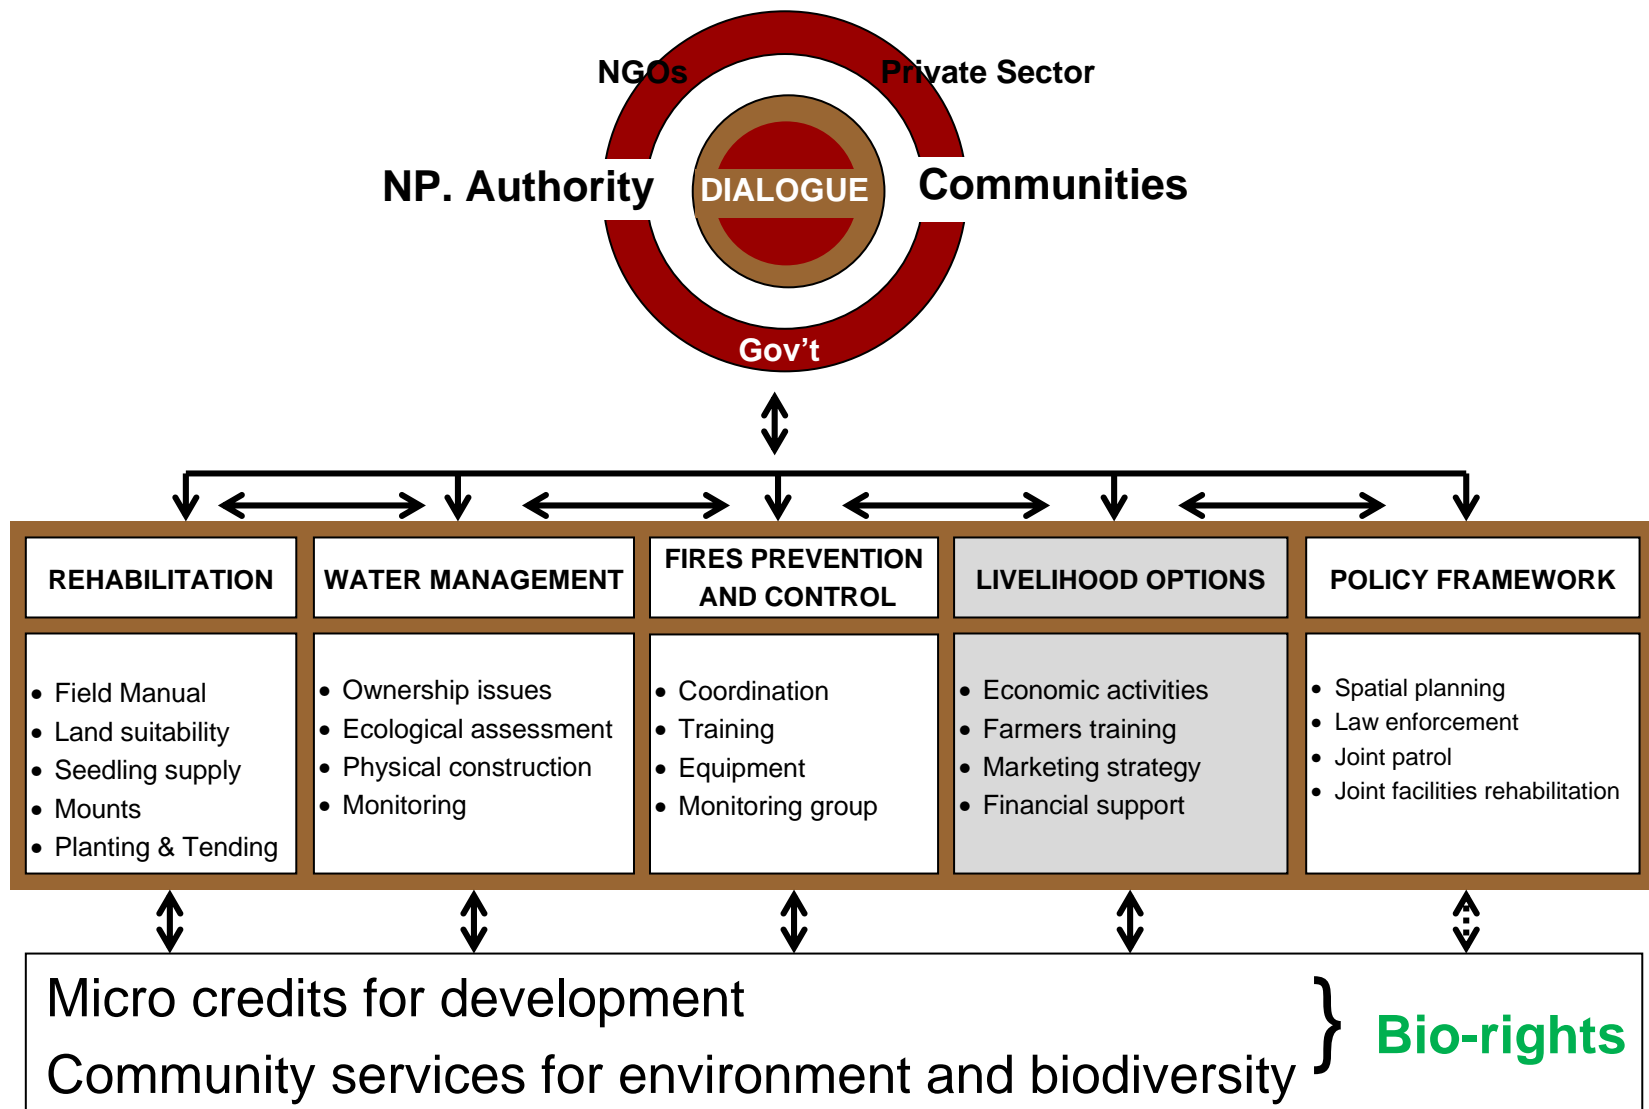 NGOs
Private Sector
NP. Authority
DIALOGUE
Communities
Gov't
REHABILITATION
WATER MANAGEMENT
FIRES PREVENTION
AND CONTROL
LIVELIHOOD OPTIONS
POLICY FRAMEWORK
• Field Manual
• Land suitability
• Seedling supply
• Mounts
• Planting & Tending
• Ownership issues
• Ecological assessment
• Physical construction
• Monitoring
• Coordination
• Training
• Equipment
• Monitoring group
• Economic activities
• Farmers training
• Marketing strategy
• Financial support
• Spatial planning
• Law enforcement
• Joint patrol
• Joint facilities rehabilitation
Micro credits for development
Community services for environment and biodiversity
} Bio-rights